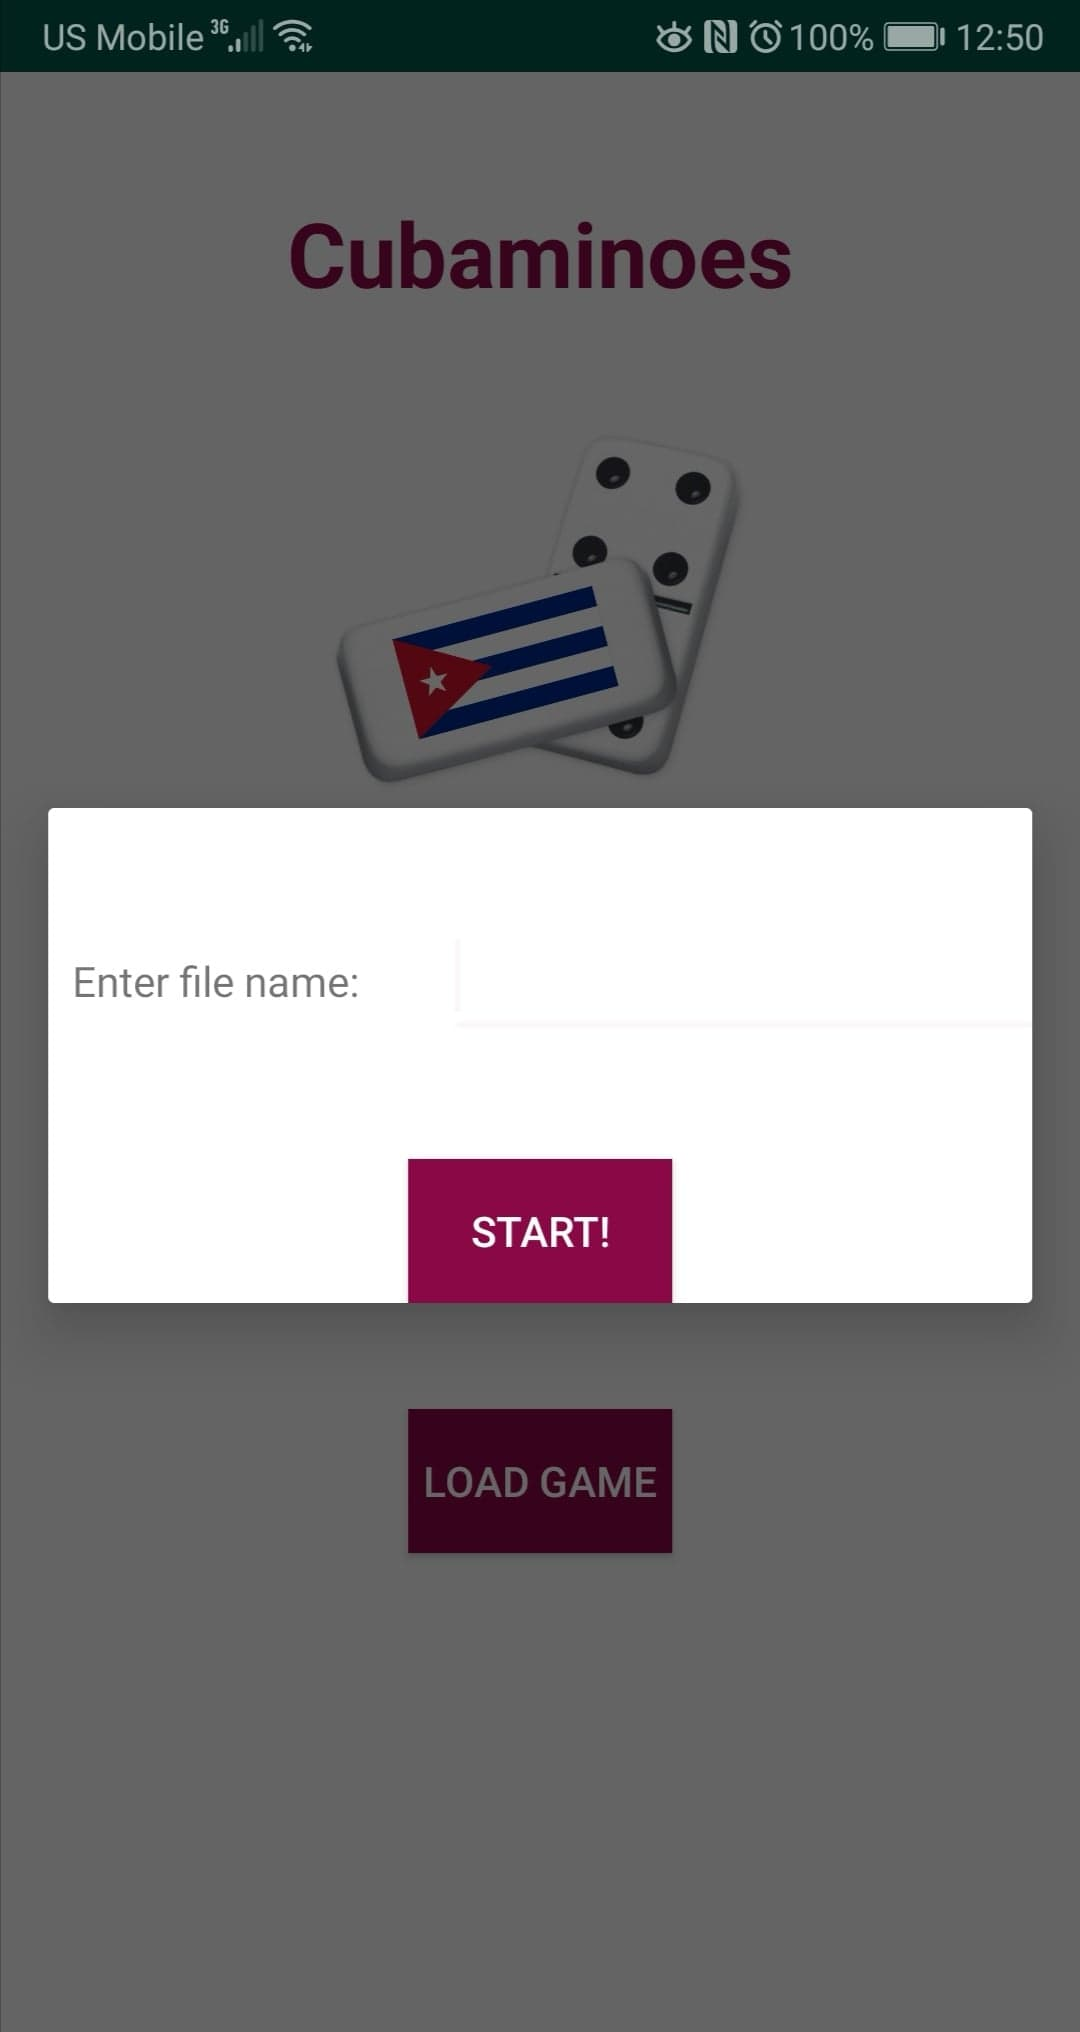 US Mobile 3G 100% 12:50
Cubaminoes
Enter file name:
START!
LOAD GAME